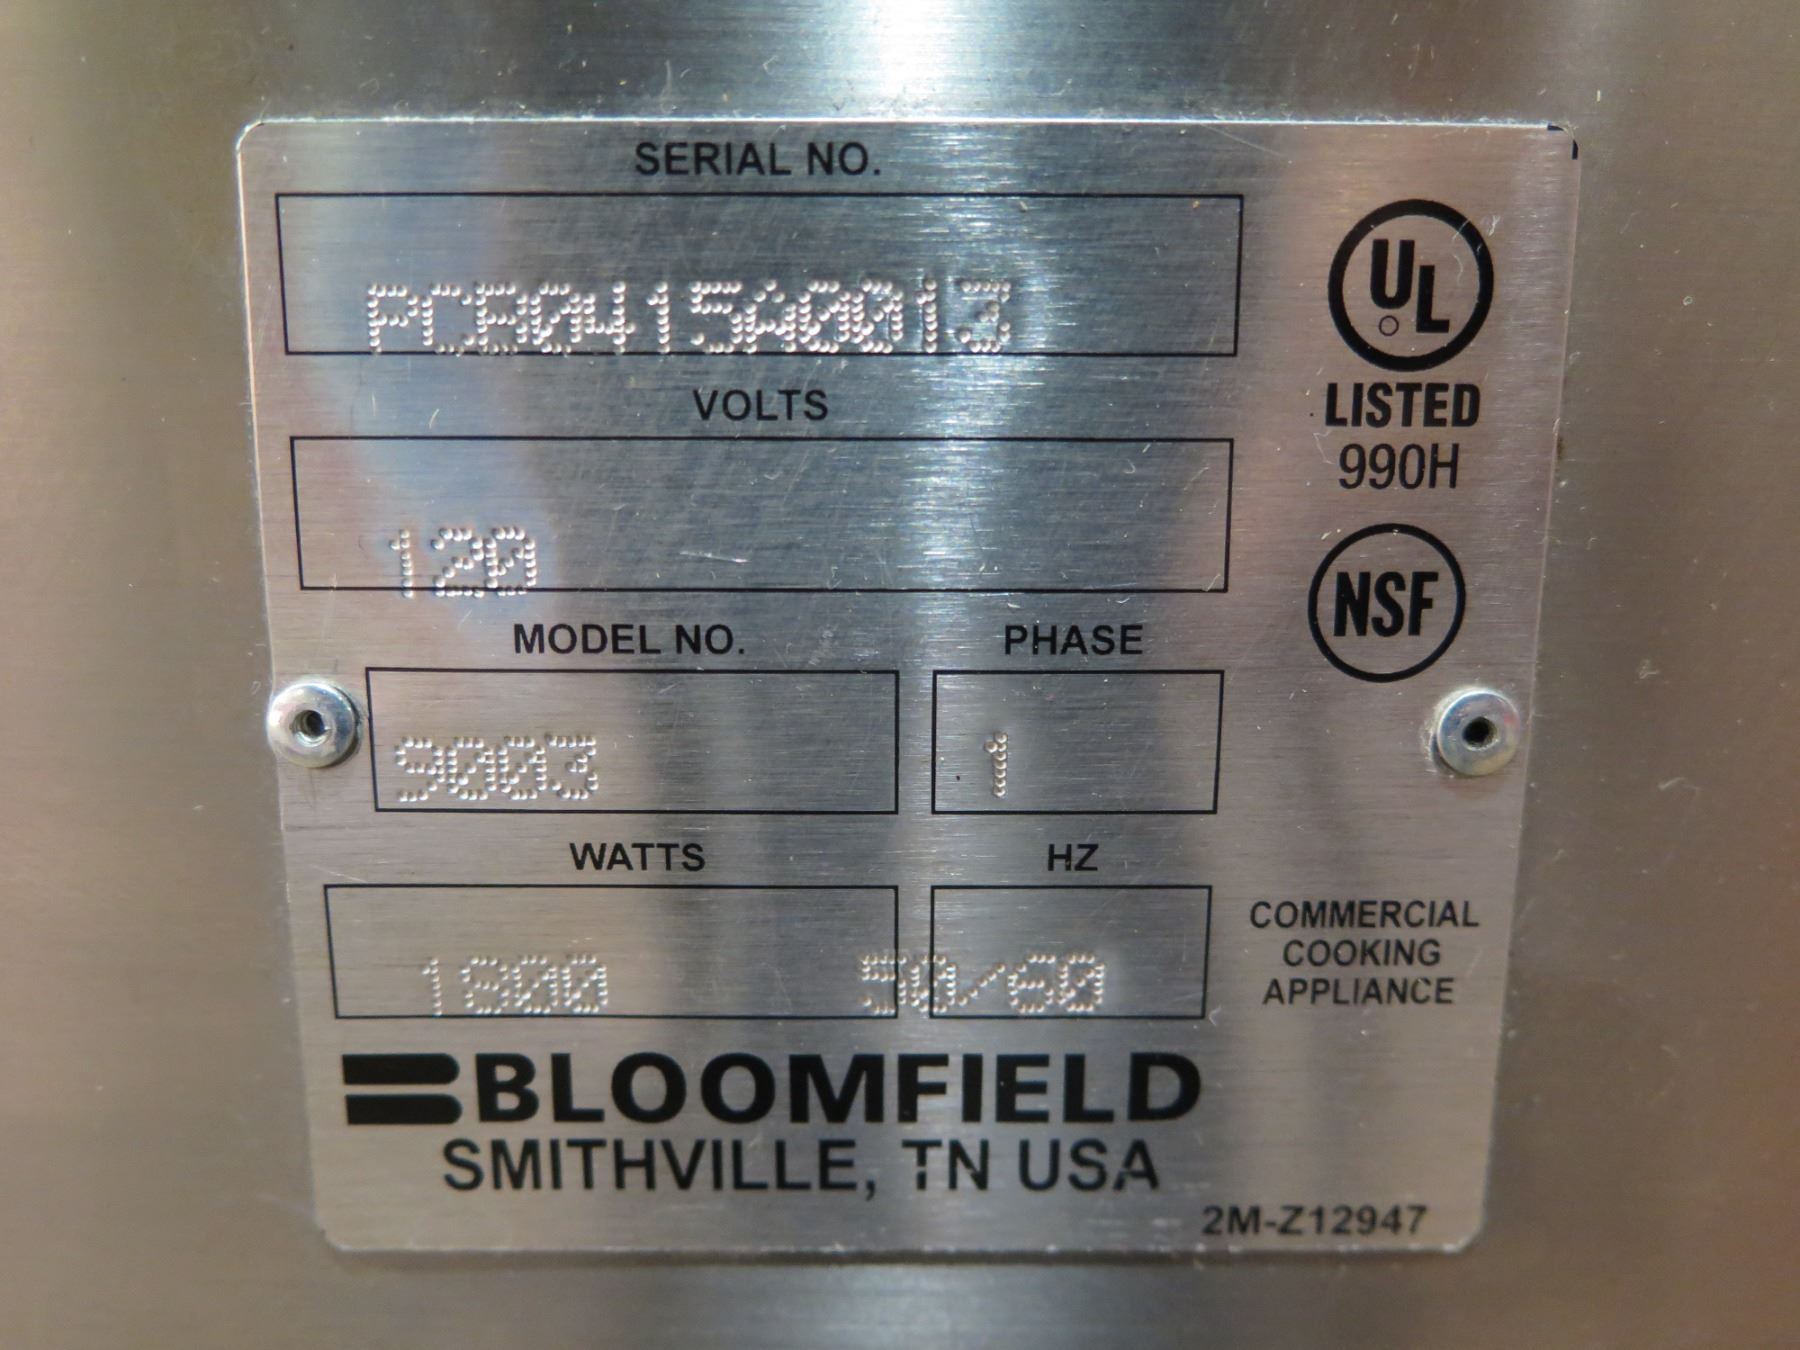 SERIAL NO.
PCB0415A0013
VOLTS
120
MODEL NO.
9003
PHASE
1
WATTS
1800
HZ
50/60
UL
LISTED
990H
NSF
COMMERCIAL
COOKING
APPLIANCE
BLOOMFIELD
SMITHVILLE, TN USA
2M-Z12947